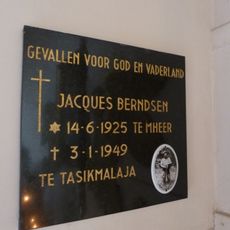 GEVALLEN VOOR GOD EN VADERLAND
JACQUES BERNDSEN
✡ 14-6-1925 TE MHEER
† 3-1-1949
TE TASIKMALAJA